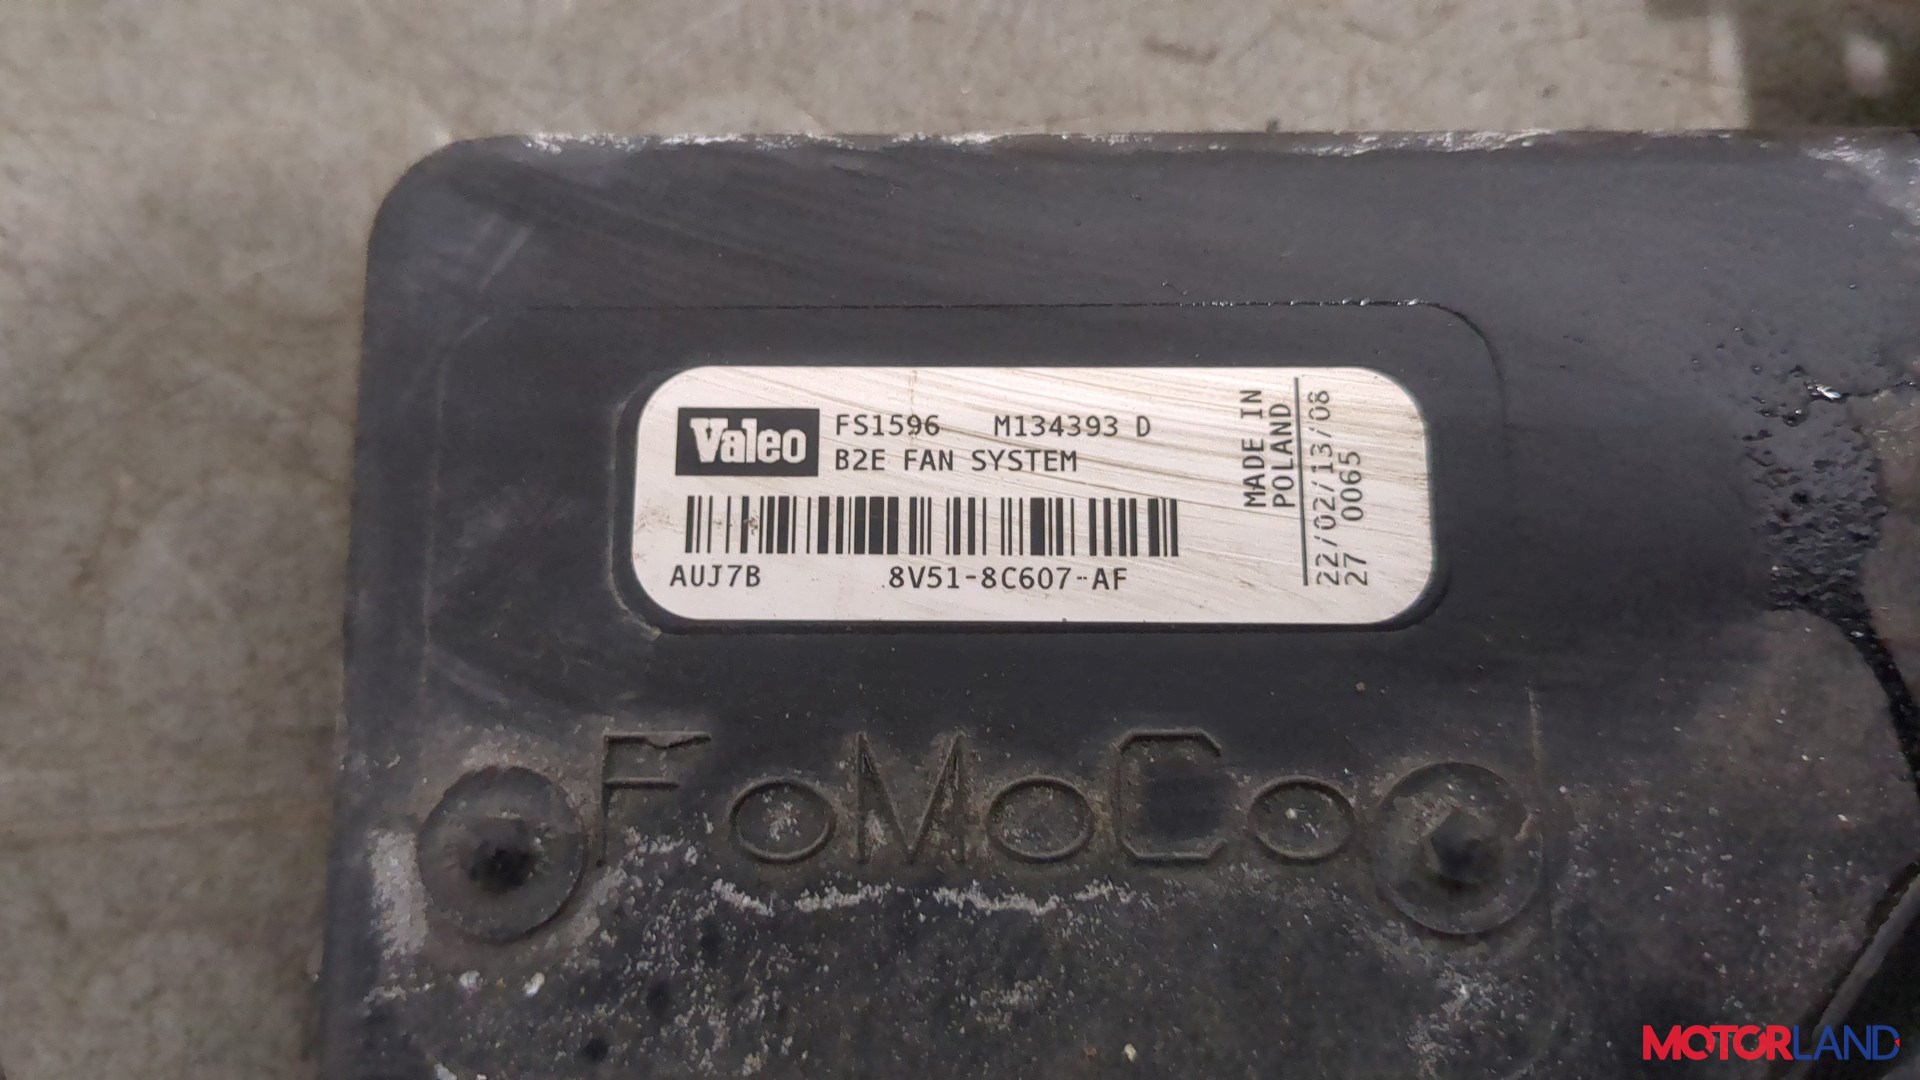 Valeo
FS1596 M134393 D
B2E FAN SYSTEM
AUJ7B 8V51-8C607-AF
MADE IN
POLAND
22/02/13/08
27 0065
FoMoCo
MOTORLAND